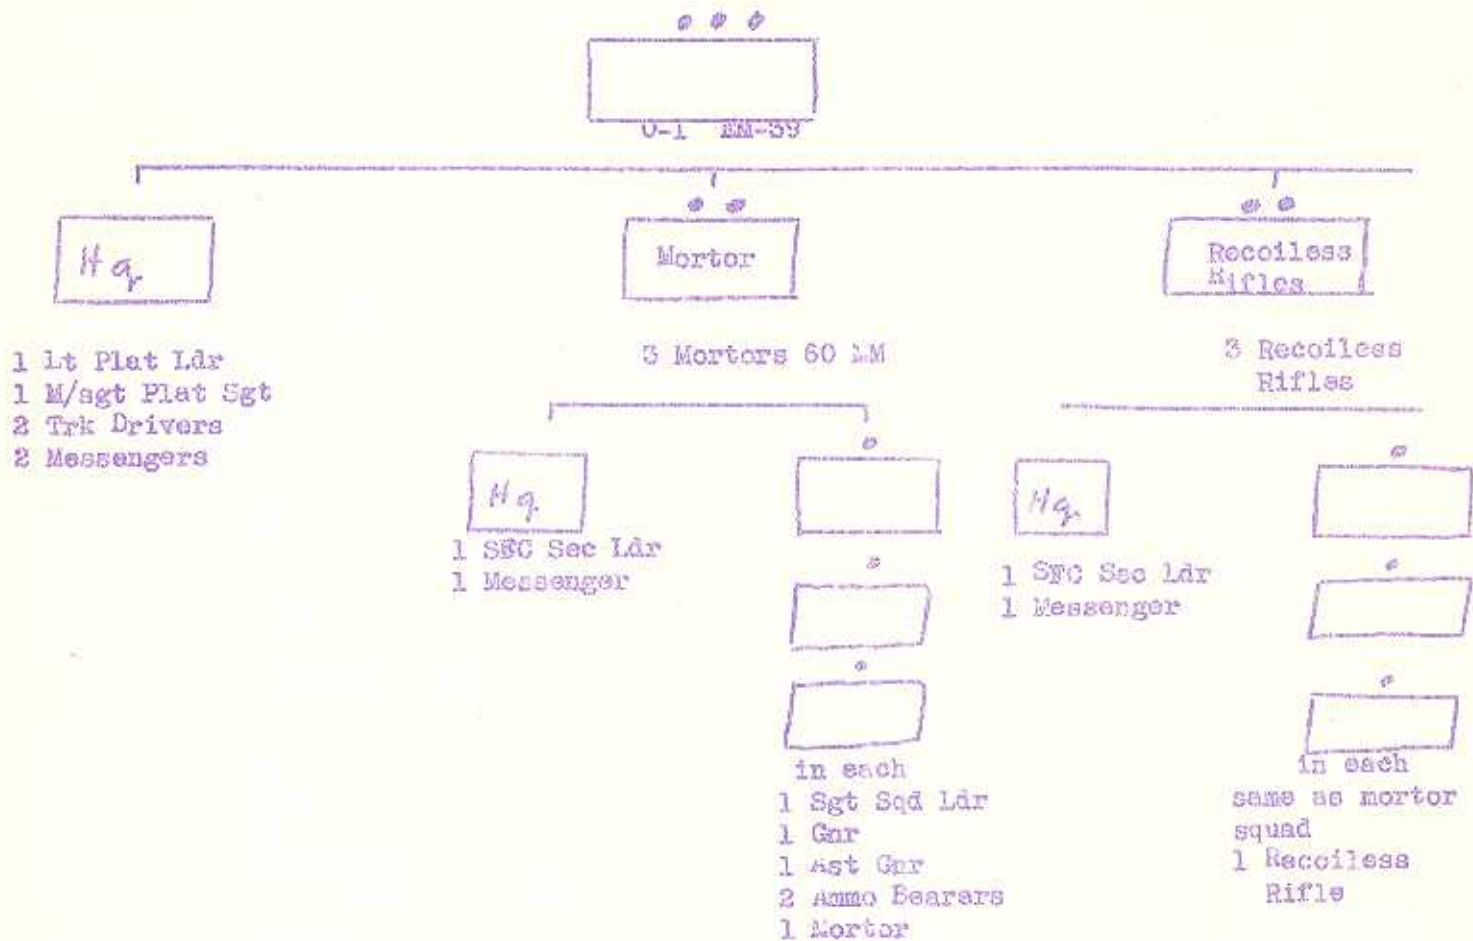 O-1 EM-39
Hq
Mortor
Recoiless
Rifles
1 Lt Plat Ldr
1 M/sgt Plat Sgt
2 Trk Drivers
2 Messengers
3 Mortors 60 MM
3 Recoiless
Rifles
Hq
1 SFC Sec Ldr
1 Messenger
Hq
1 SFC Sec Ldr
1 Messenger
in each
1 Sgt Sqd Ldr
1 Gnr
1 Ast Gnr
2 Ammo Bearers
1 Mortor
in each
same as mortor
squad
1 Recoiless
Rifle